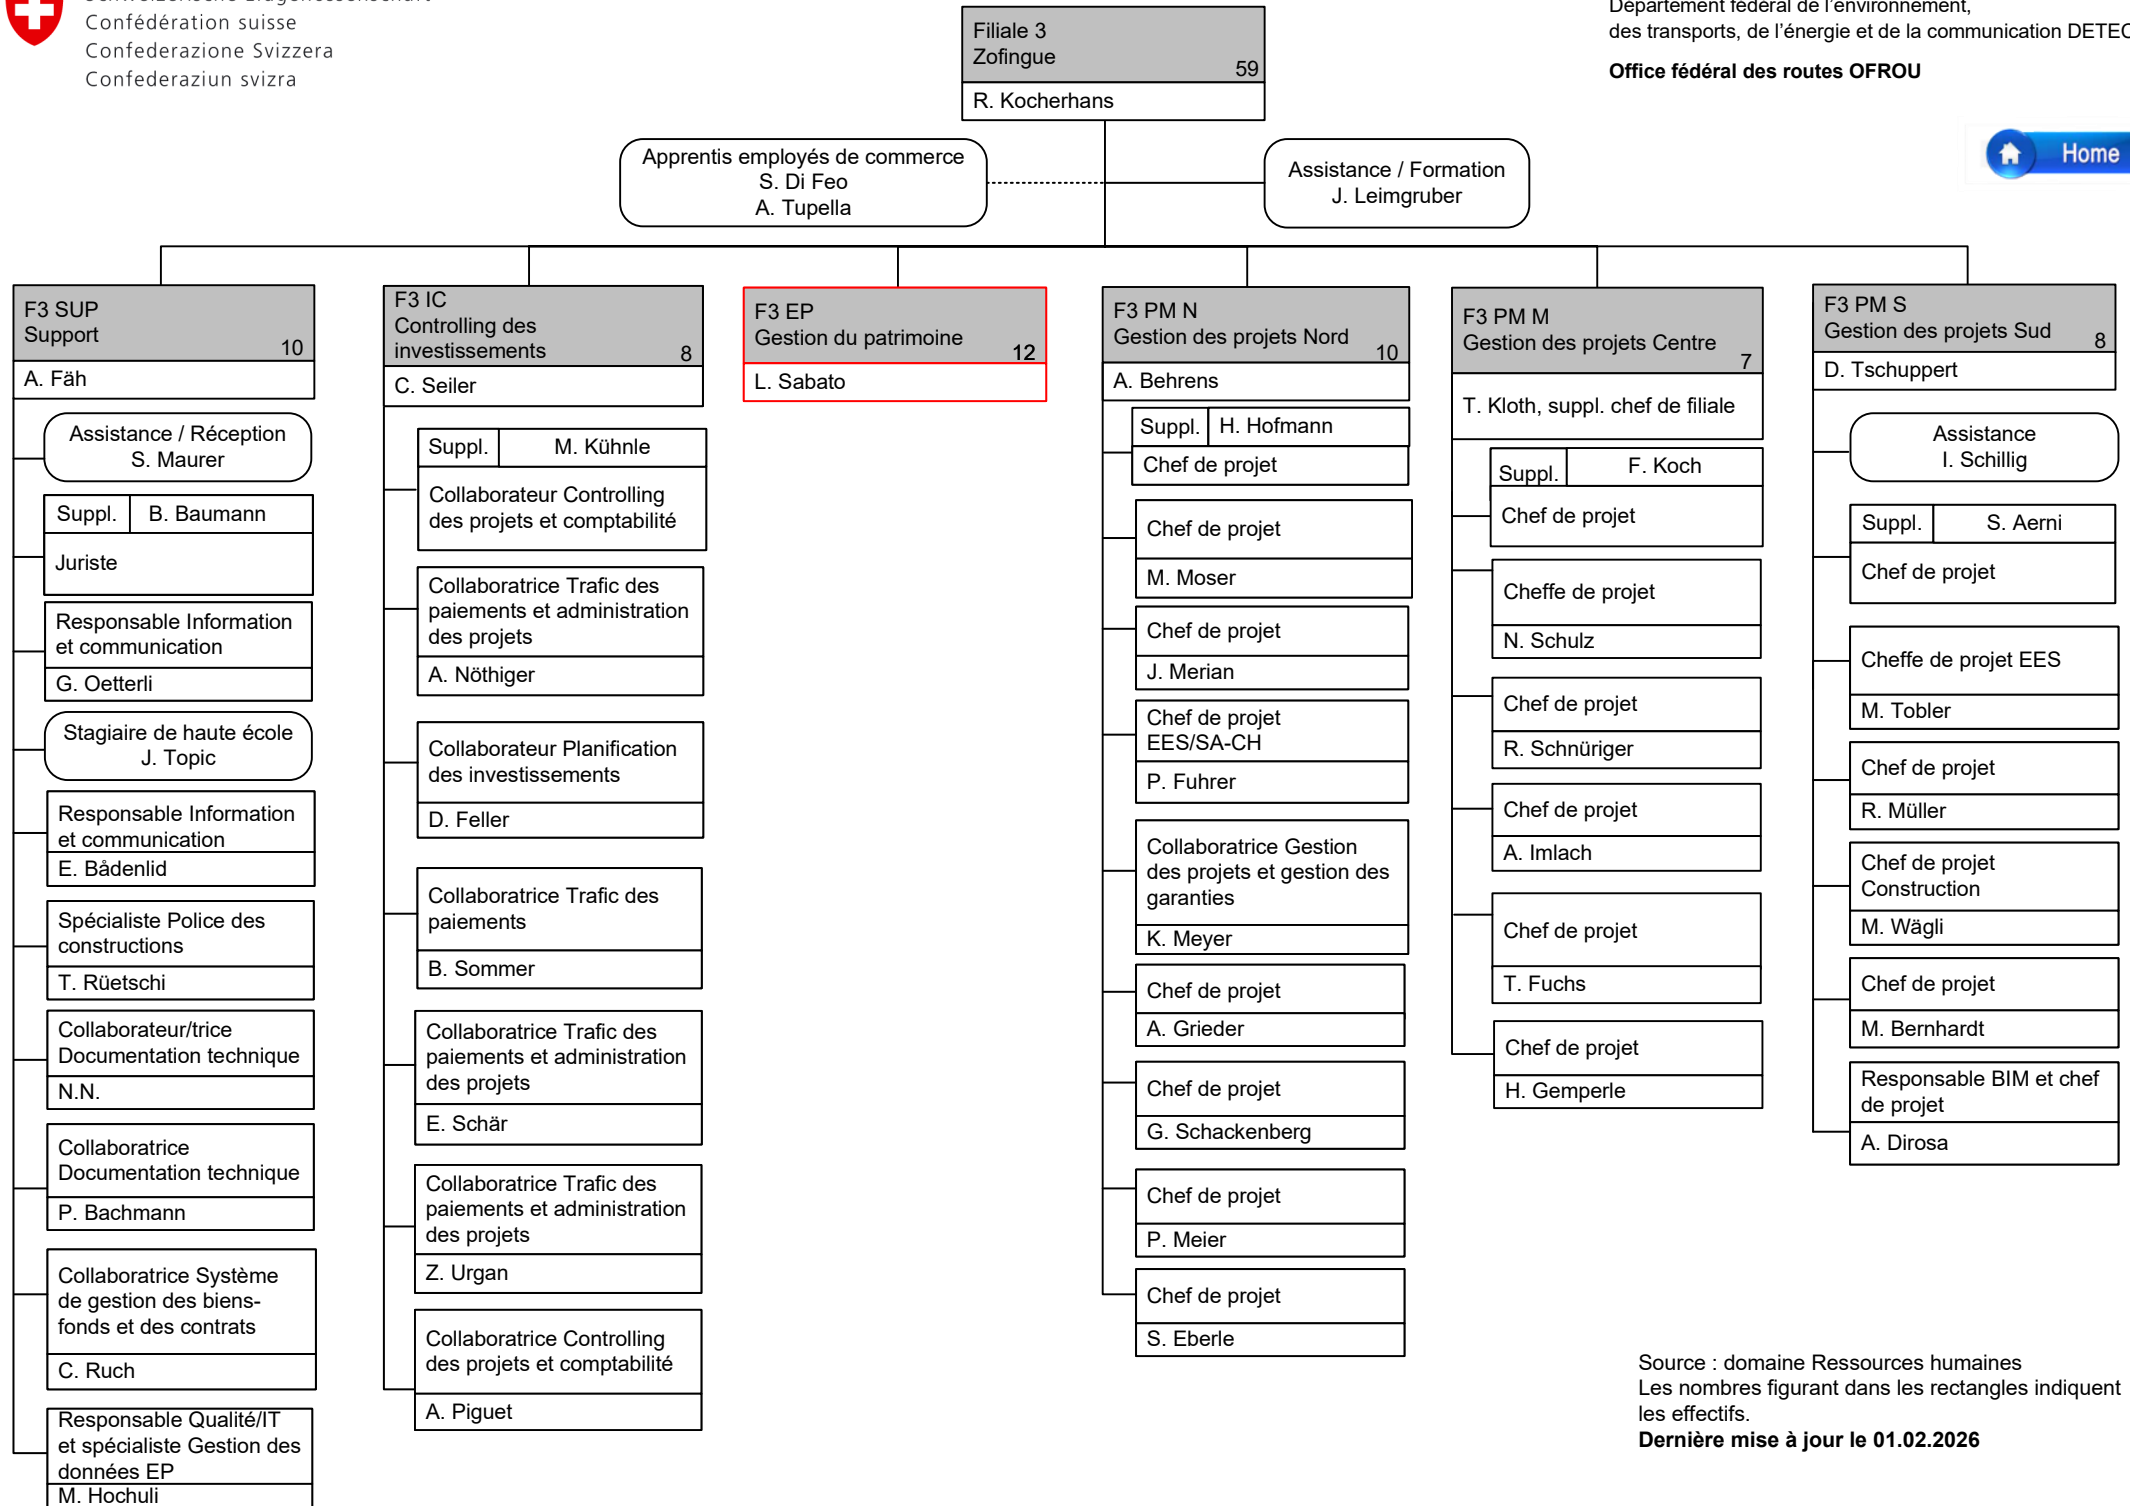 Confédération suisse
Confederazione Svizzera
Confederaziun svizra
Filiale 3
Zofingue
59
R. Kocherhans
Département fédéral de l'environnement,
des transports, de l'énergie et de la communication DETEC
Office fédéral des routes OFROU
Home
Apprentis employés de commerce
S. Di Feo
A. Tupella
Assistance / Formation
J. Leimgruber
F3 SUP
Support
10
A. Fäh
Assistance / Réception
S. Maurer
Suppl.
B. Baumann
Juriste
Responsable Information
et communication
G. Oetterli
Stagiaire de haute école
J. Topic
Responsable Information
et communication
E. Bådenlid
Spécialiste Police des
constructions
T. Rüetschi
Collaborateur/trice
Documentation technique
N.N.
Collaboratrice
Documentation technique
P. Bachmann
Collaboratrice Système
de gestion des biens-
fonds et des contrats
C. Ruch
Responsable Qualité/IT
et spécialiste Gestion des
données EP
M. Hochuli
F3 IC
Controlling des
investissements
8
C. Seiler
Suppl.
M. Kühnle
Collaborateur Controlling
des projets et comptabilité
Collaboratrice Trafic des
paiements et administration
des projets
A. Nöthiger
Collaborateur Planification
des investissements
D. Feller
Collaboratrice Trafic des
paiements
B. Sommer
Collaboratrice Trafic des
paiements et administration
des projets
E. Schär
Collaboratrice Trafic des
paiements et administration
des projets
Z. Urgan
Collaboratrice Controlling
des projets et comptabilité
A. Piguet
F3 EP
Gestion du patrimoine
12
L. Sabato
F3 PM N
Gestion des projets Nord
10
A. Behrens
Suppl.
H. Hofmann
Chef de projet
Chef de projet
M. Moser
Chef de projet
J. Merian
Chef de projet
EES/SA-CH
P. Fuhrer
Collaboratrice Gestion
des projets et gestion des
garanties
K. Meyer
Chef de projet
A. Grieder
Chef de projet
G. Schackenberg
Chef de projet
P. Meier
Chef de projet
S. Eberle
F3 PM M
Gestion des projets Centre
7
T. Kloth, suppl. chef de filiale
Suppl.
F. Koch
Chef de projet
Cheffe de projet
N. Schulz
Chef de projet
R. Schnüriger
Chef de projet
A. Imlach
Chef de projet
T. Fuchs
Chef de projet
H. Gemperle
F3 PM S
Gestion des projets Sud
8
D. Tschuppert
Assistance
I. Schillig
Suppl.
S. Aerni
Chef de projet
Cheffe de projet EES
M. Tobler
Chef de projet
R. Müller
Chef de projet
Construction
M. Wägli
Chef de projet
M. Bernhardt
Responsable BIM et chef
de projet
A. Dirosa
Source : domaine Ressources humaines
Les nombres figurant dans les rectangles indiquent
les effectifs.
Dernière mise à jour le 01.02.2026